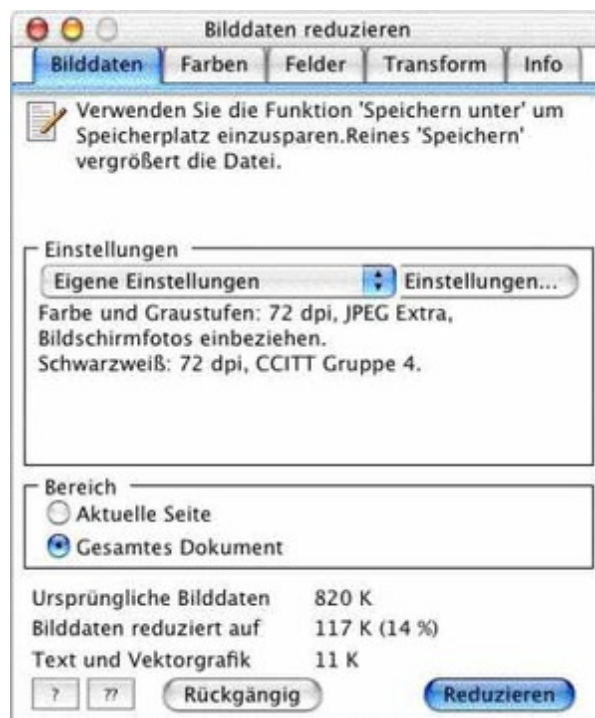 Bilddaten reduzieren
Bilddaten Farben Felder Transform Info
Verwenden Sie die Funktion 'Speichern unter' um
Speicherplatz einzusparen.Reines 'Speichern'
vergrößert die Datei.
Einstellungen
Eigene Einstellungen Einstellungen...
Farbe und Graustufen: 72 dpi, JPEG Extra,
Bildschirmfotos einbeziehen.
Schwarzweiß: 72 dpi, CCITT Gruppe 4.
Bereich
Aktuelle Seite
Gesamtes Dokument
Ursprüngliche Bilddaten 820 K
Bilddaten reduziert auf 117 K (14 %)
Text und Vektorgrafik 11 K
? ?? Rückgängig Reduzieren